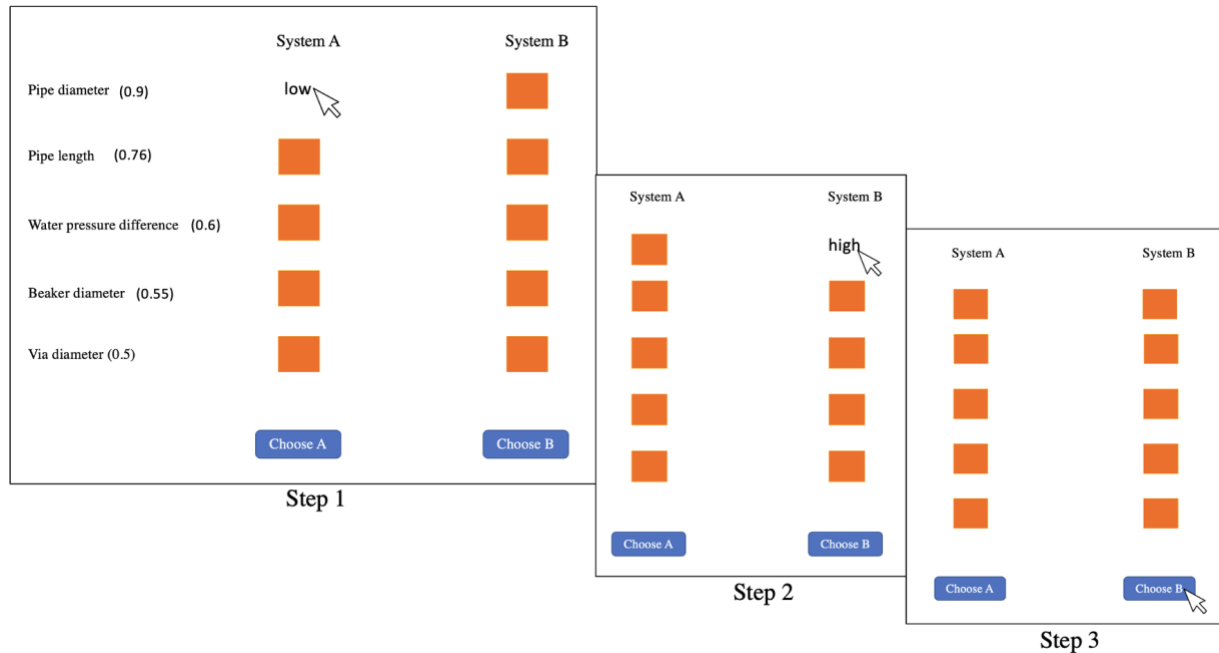 System A System B
Pipe diameter (0.9) low
Pipe length (0.76)
Water pressure difference (0.6)
Beaker diameter (0.55)
Via diameter (0.5)
Choose A Choose B
Step 1
System A System B
high
Choose A Choose B
Step 2
System A System B
Choose A Choose B
Step 3